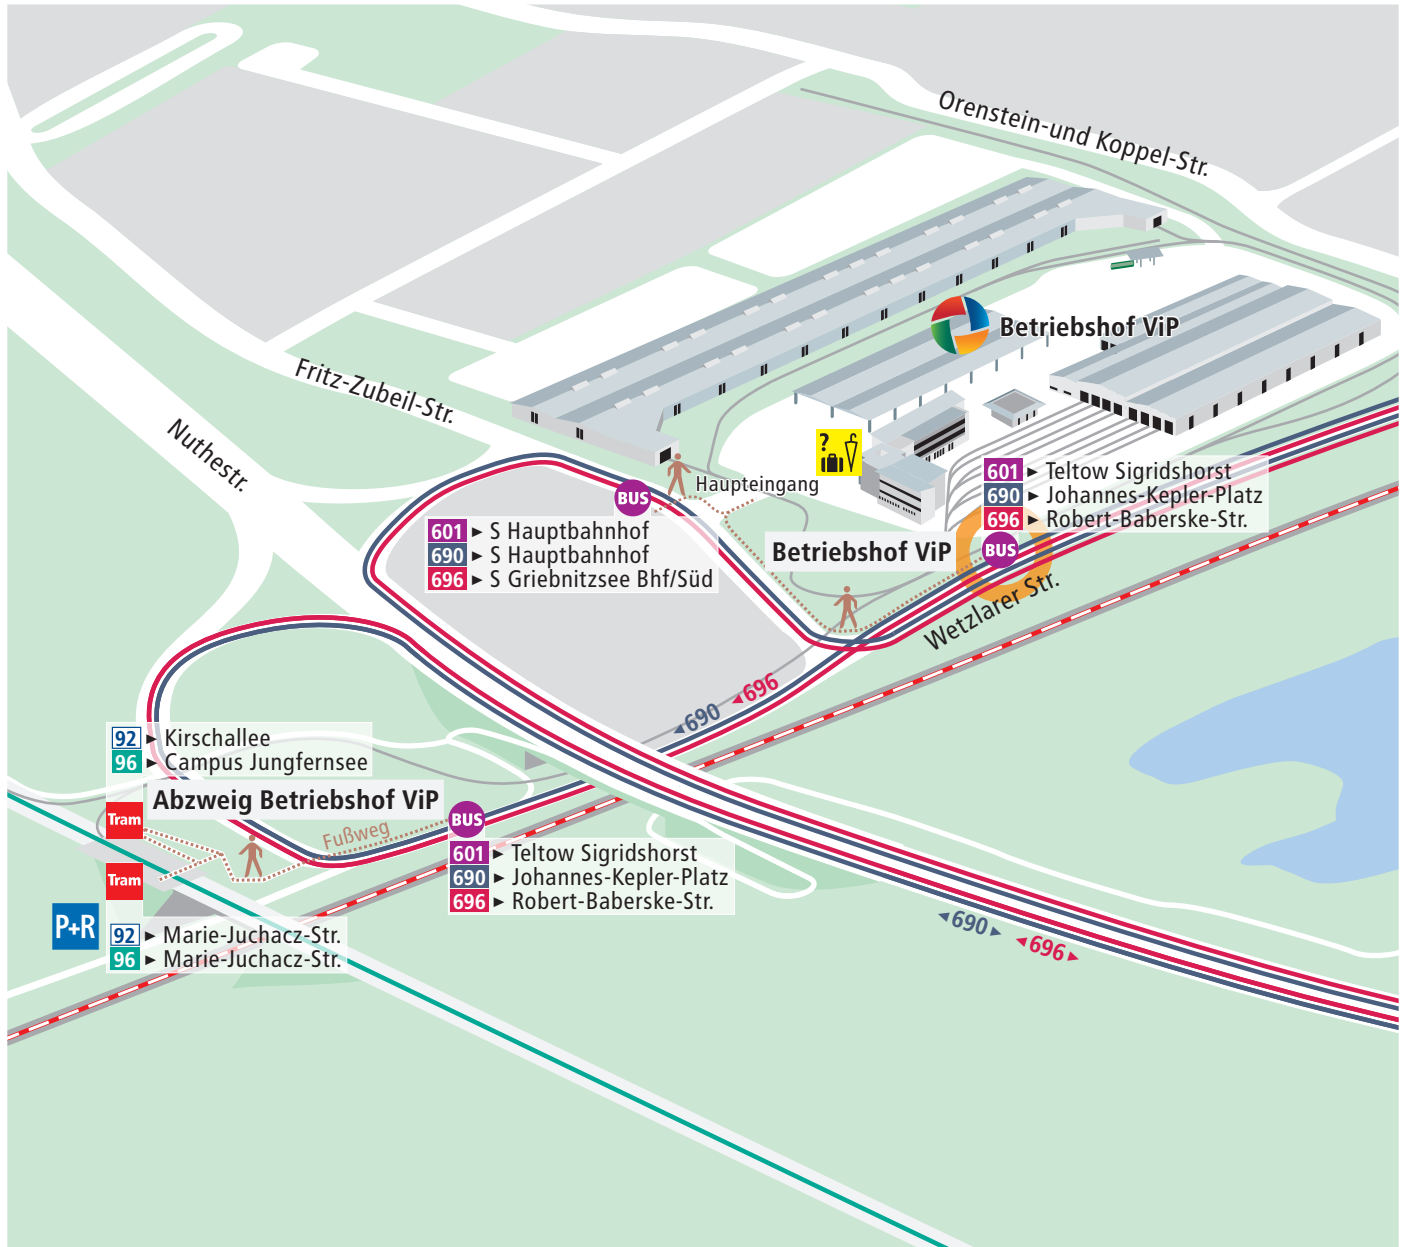 Orenstein-und Koppel-Str.
Betriebshof ViP
Fritz-Zubeil-Str.
Nuthestr.
?
Haupteingang
BUS
601 ► S Hauptbahnhof
690 ► S Hauptbahnhof
696 ► S Griebnitzsee Bhf/Süd
601 ► Teltow Sigridshorst
690 ► Johannes-Kepler-Platz
696 ► Robert-Baberske-Str.
Betriebshof ViP
BUS
Wetzlarer Str.
◄696
◄690
92 ► Kirschallee
96 ► Campus Jungfernsee
Abzweig Betriebshof ViP
Tram
Fußweg
BUS
601 ► Teltow Sigridshorst
690 ► Johannes-Kepler-Platz
696 ► Robert-Baberske-Str.
Tram
P+R
92 ► Marie-Juchacz-Str.
96 ► Marie-Juchacz-Str.
◄690►
◄696►